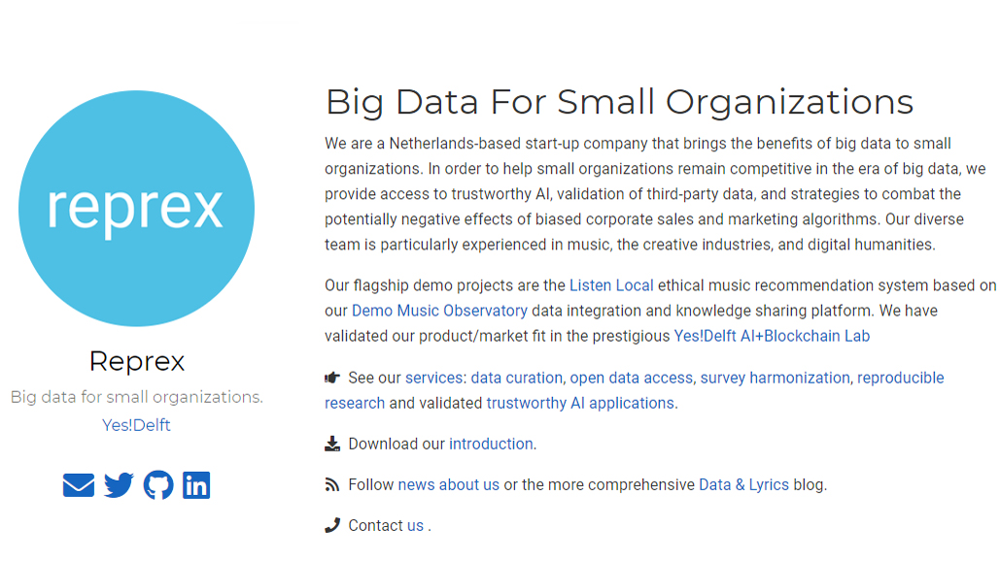 reprex
Reprex
Big data for small organizations.
Yes!Delft
Big Data For Small Organizations
We are a Netherlands-based start-up company that brings the benefits of big data to small
organizations. In order to help small organizations remain competitive in the era of big data, we
provide access to trustworthy AI, validation of third-party data, and strategies to combat the
potentially negative effects of biased corporate sales and marketing algorithms. Our diverse
team is particularly experienced in music, the creative industries, and digital humanities.
Our flagship demo projects are the Listen Local ethical music recommendation system based on
our Demo Music Observatory data integration and knowledge sharing platform. We have
validated our product/market fit in the prestigious Yes!Delft AI+Blockchain Lab
See our services: data curation, open data access, survey harmonization, reproducible
research and validated trustworthy AI applications.
Download our introduction.
Follow news about us or the more comprehensive Data & Lyrics blog.
Contact us .